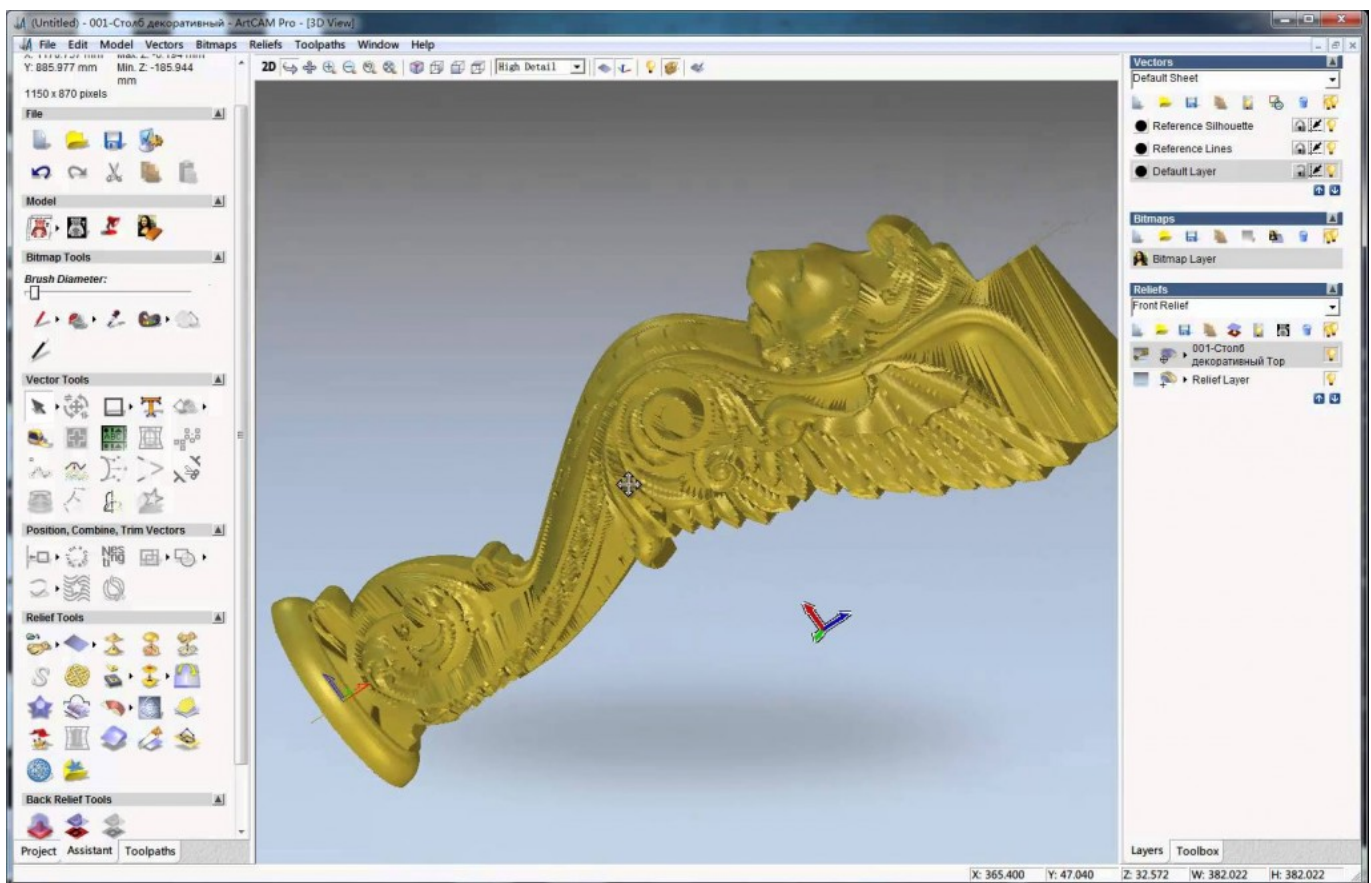 (Untitled) - 001-Столб декоративный - ArtCAM Pro - [3D View]
File Edit Model Vectors Bitmaps Reliefs Toolpaths Window Help
Y: 885.977 mm Min. Z: -185.944
mm
1150 x 870 pixels
File
Model
Bitmap Tools
Brush Diameter:
Vector Tools
ABC
Position, Combine, Trim Vectors
Relief Tools
Back Relief Tools
Project Assistant Toolpaths
2D High Detail
Vectors
Default Sheet
Reference Silhouette
Reference Lines
Default Layer
Bitmaps
Bitmap Layer
Reliefs
Front Relief
001-Столб
декоративный Top
Relief Layer
Layers Toolbox
X: 365.400 Y: 47.040 Z: 32.572 W: 382.022 H: 382.022